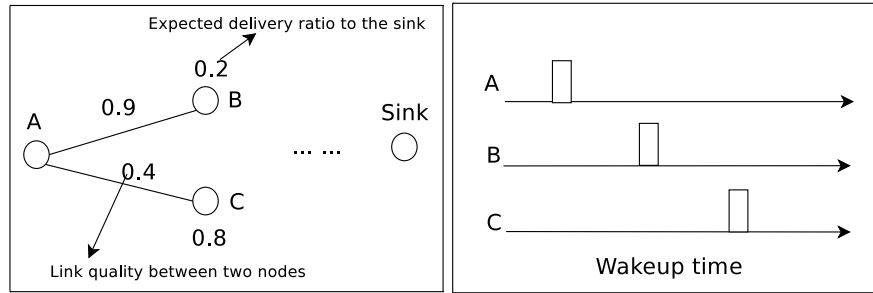 Expected delivery ratio to the sink
0.2
B
0.9
A
Sink
... ...
0.4
C
0.8
Link quality between two nodes
A
B
C
Wakeup time